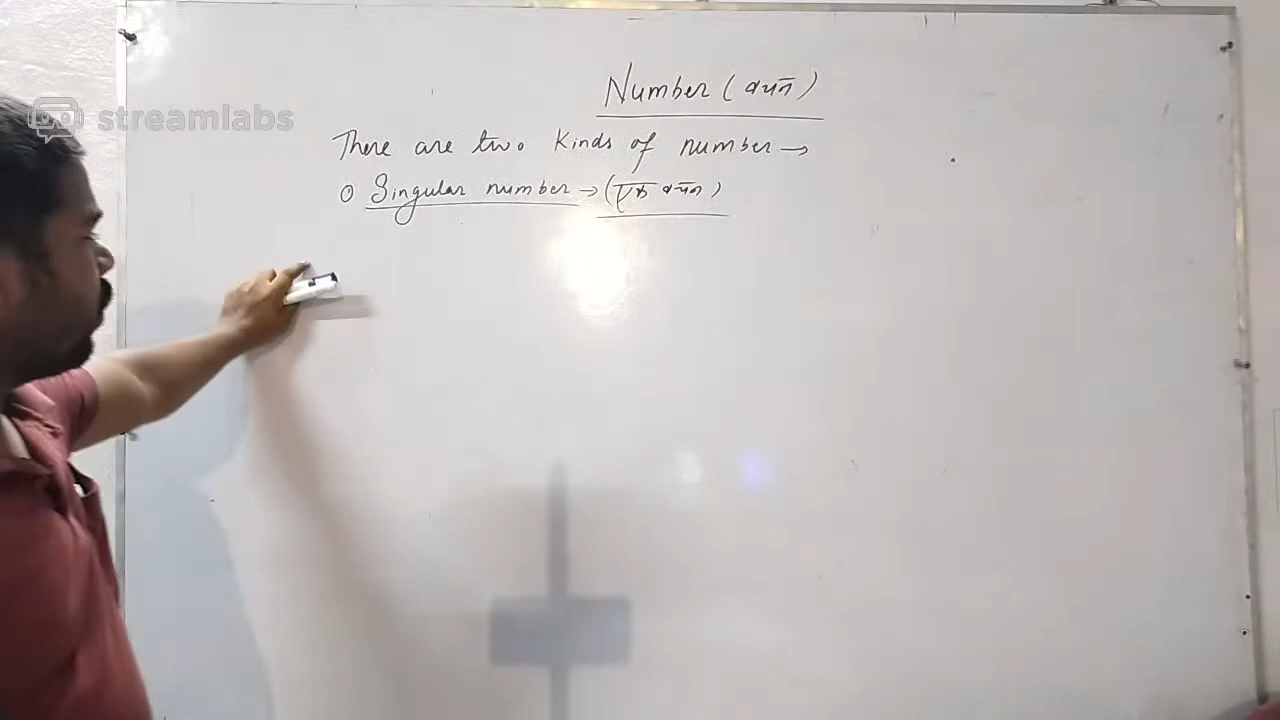 streamlabs
Number (वचन)
There are two kinds of number →
① Singular number → (एक वचन)